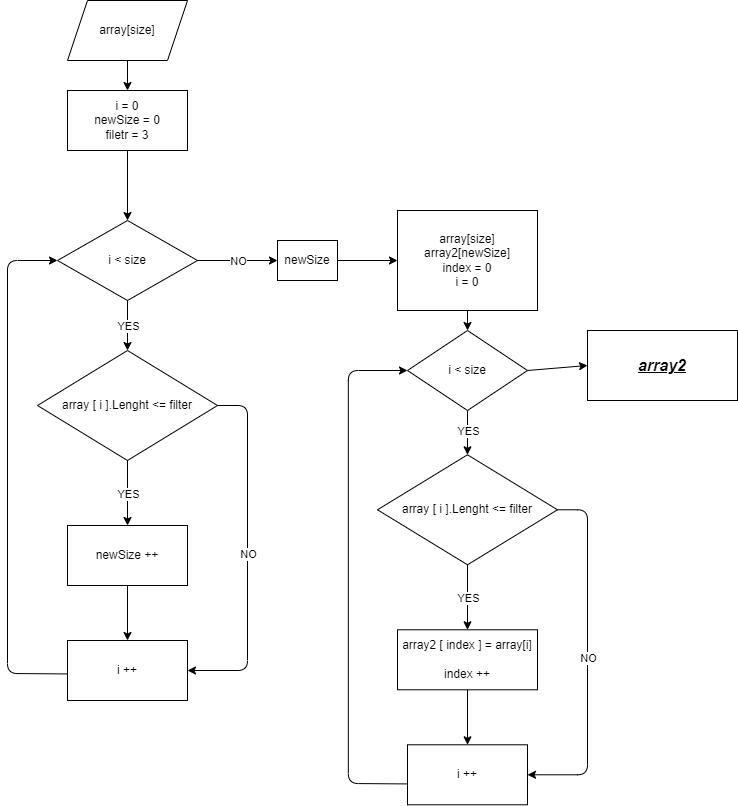 array[size]
i = 0
newSize = 0
filetr = 3
i < size
NO
newSize
array[size]
array2[newSize]
index = 0
i = 0
YES
array [ i ].Lenght <= filter
YES
newSize ++
NO
i ++
i < size
array2
YES
array [ i ].Lenght <= filter
YES
array2 [ index ] = array[i]
index ++
NO
i ++